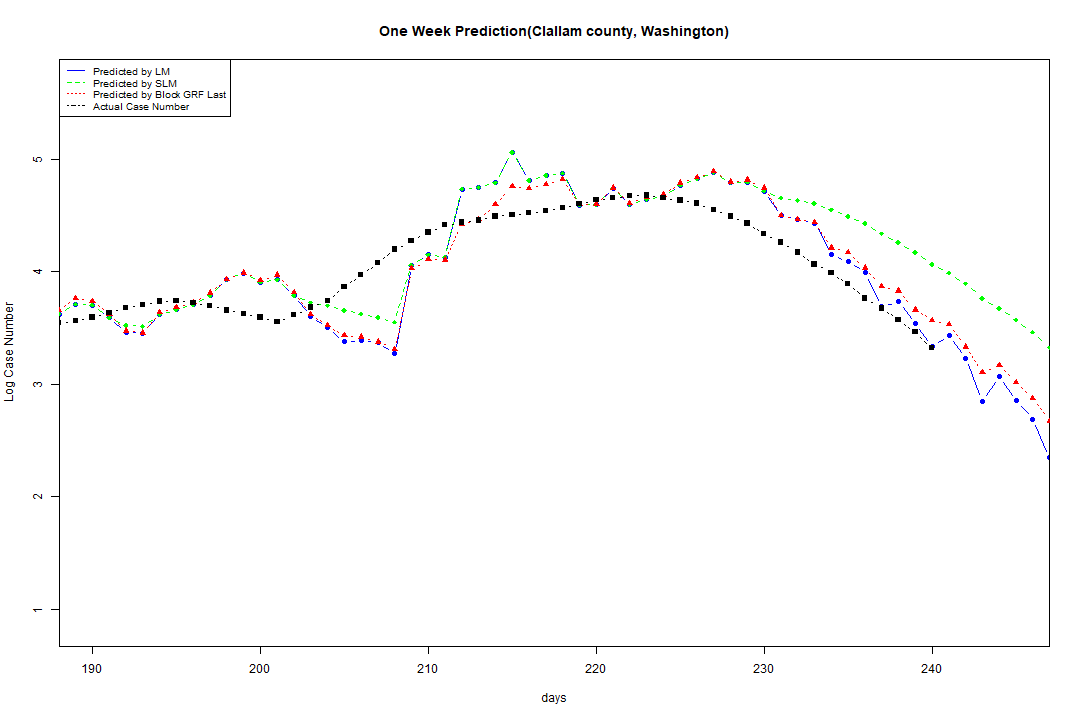 One Week Prediction(Clallam county, Washington)
Predicted by LM
Predicted by SLM
Predicted by Block GRF Last
Actual Case Number
5
4
3
2
1
Log Case Number
190 200 210 220 230 240
days